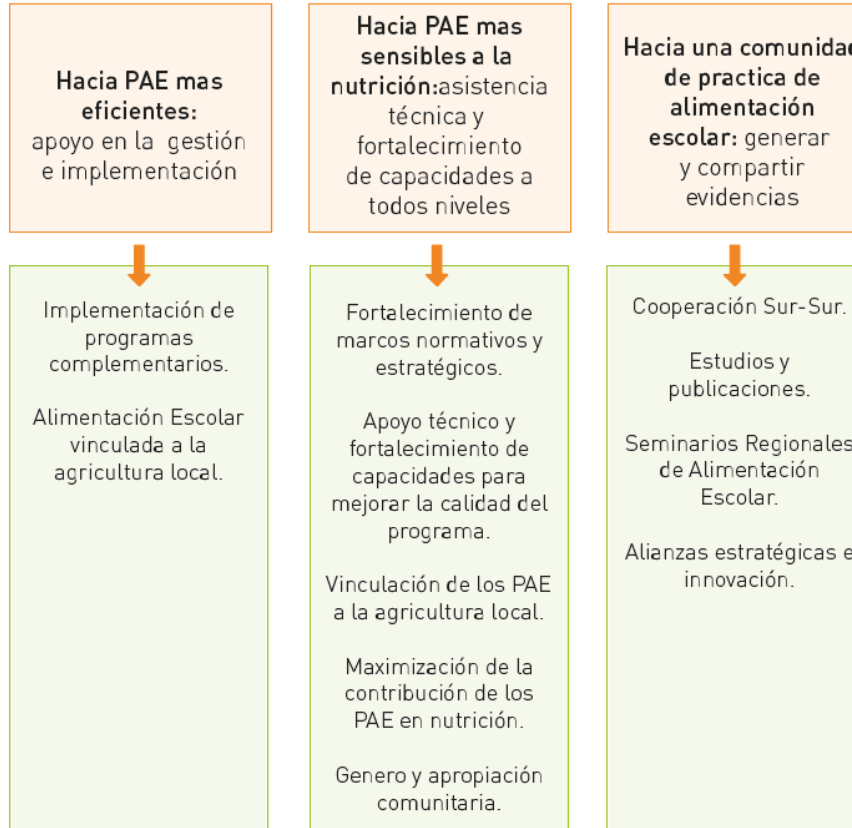 Hacia PAE mas
eficientes:
apoyo en la gestión
e implementación
Implementación de
programas
complementarios.
Alimentación Escolar
vinculada a la
agricultura local.
Hacia PAE mas
sensibles a la
nutrición:asistencia
técnica y
fortalecimiento
de capacidades a
todos niveles
Fortalecimiento de
marcos normativos y
estratégicos.
Apoyo técnico y
fortalecimiento de
capacidades para
mejorar la calidad del
programa.
Vinculación de los PAE
a la agricultura local.
Maximización de la
contribución de los
PAE en nutrición.
Genero y apropiación
comunitaria.
Hacia una comunidad
de practica de
alimentación
escolar: generar
y compartir
evidencias
Cooperación Sur-Sur.
Estudios y
publicaciones.
Seminarios Regionales
de Alimentación
Escolar.
Alianzas estratégicas e
innovación.